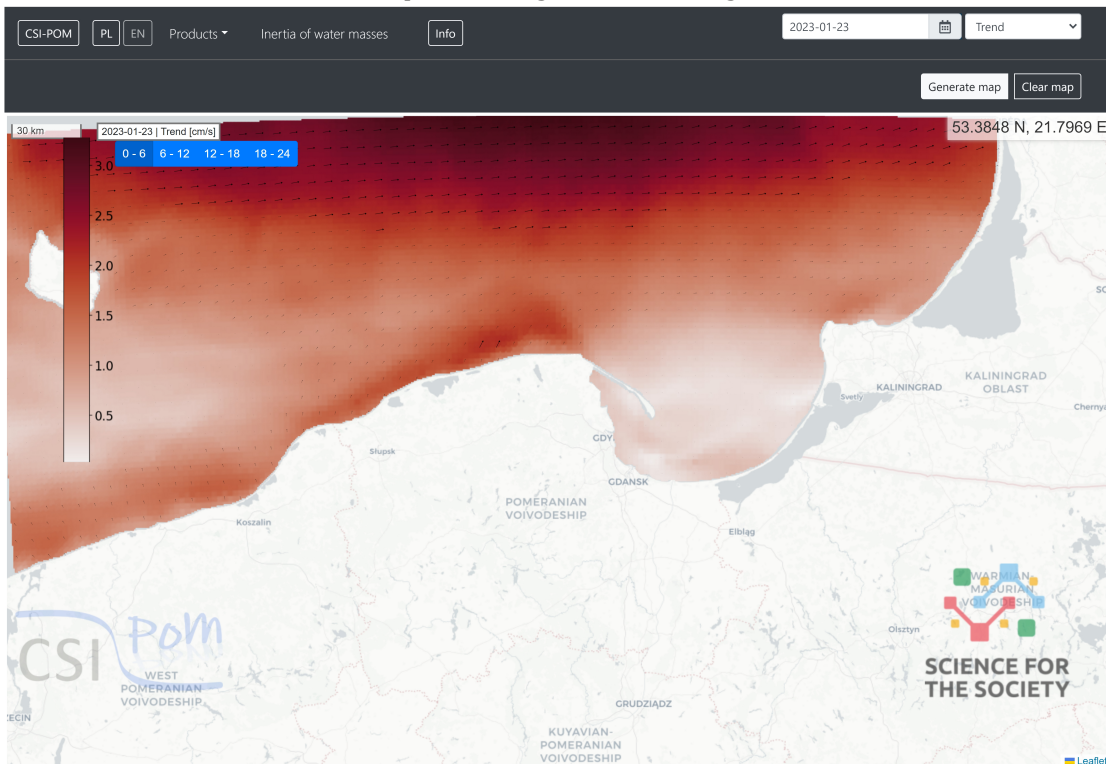 CSI-POM PL EN Products Inertia of water masses Info 2023-01-23 Trend
Generate map Clear map
30 km 2023-01-23 | Trend [cm/s] 53.3848 N, 21.7969 E
0 - 6 6 - 12 12 - 18 18 - 24
3.0
2.5
2.0
1.5
1.0
0.5
KALININGRAD
OBLAST
KALININGRAD
Svetly
Chernya
GDY
Słupsk
GDANSK
POMERANIAN
VOIVODESHIP
Koszalin
Elbląg
WARMIAN-
MASURIAN
VOIVODESHIP
Olsztyn
CSI POM
WEST
POMERANIAN
VOIVODESHIP
SCIENCE FOR
THE SOCIETY
ECIN
GRUDZIĄDZ
KUYAVIAN-
POMERANIAN
VOIVODESHIP
Leaflet